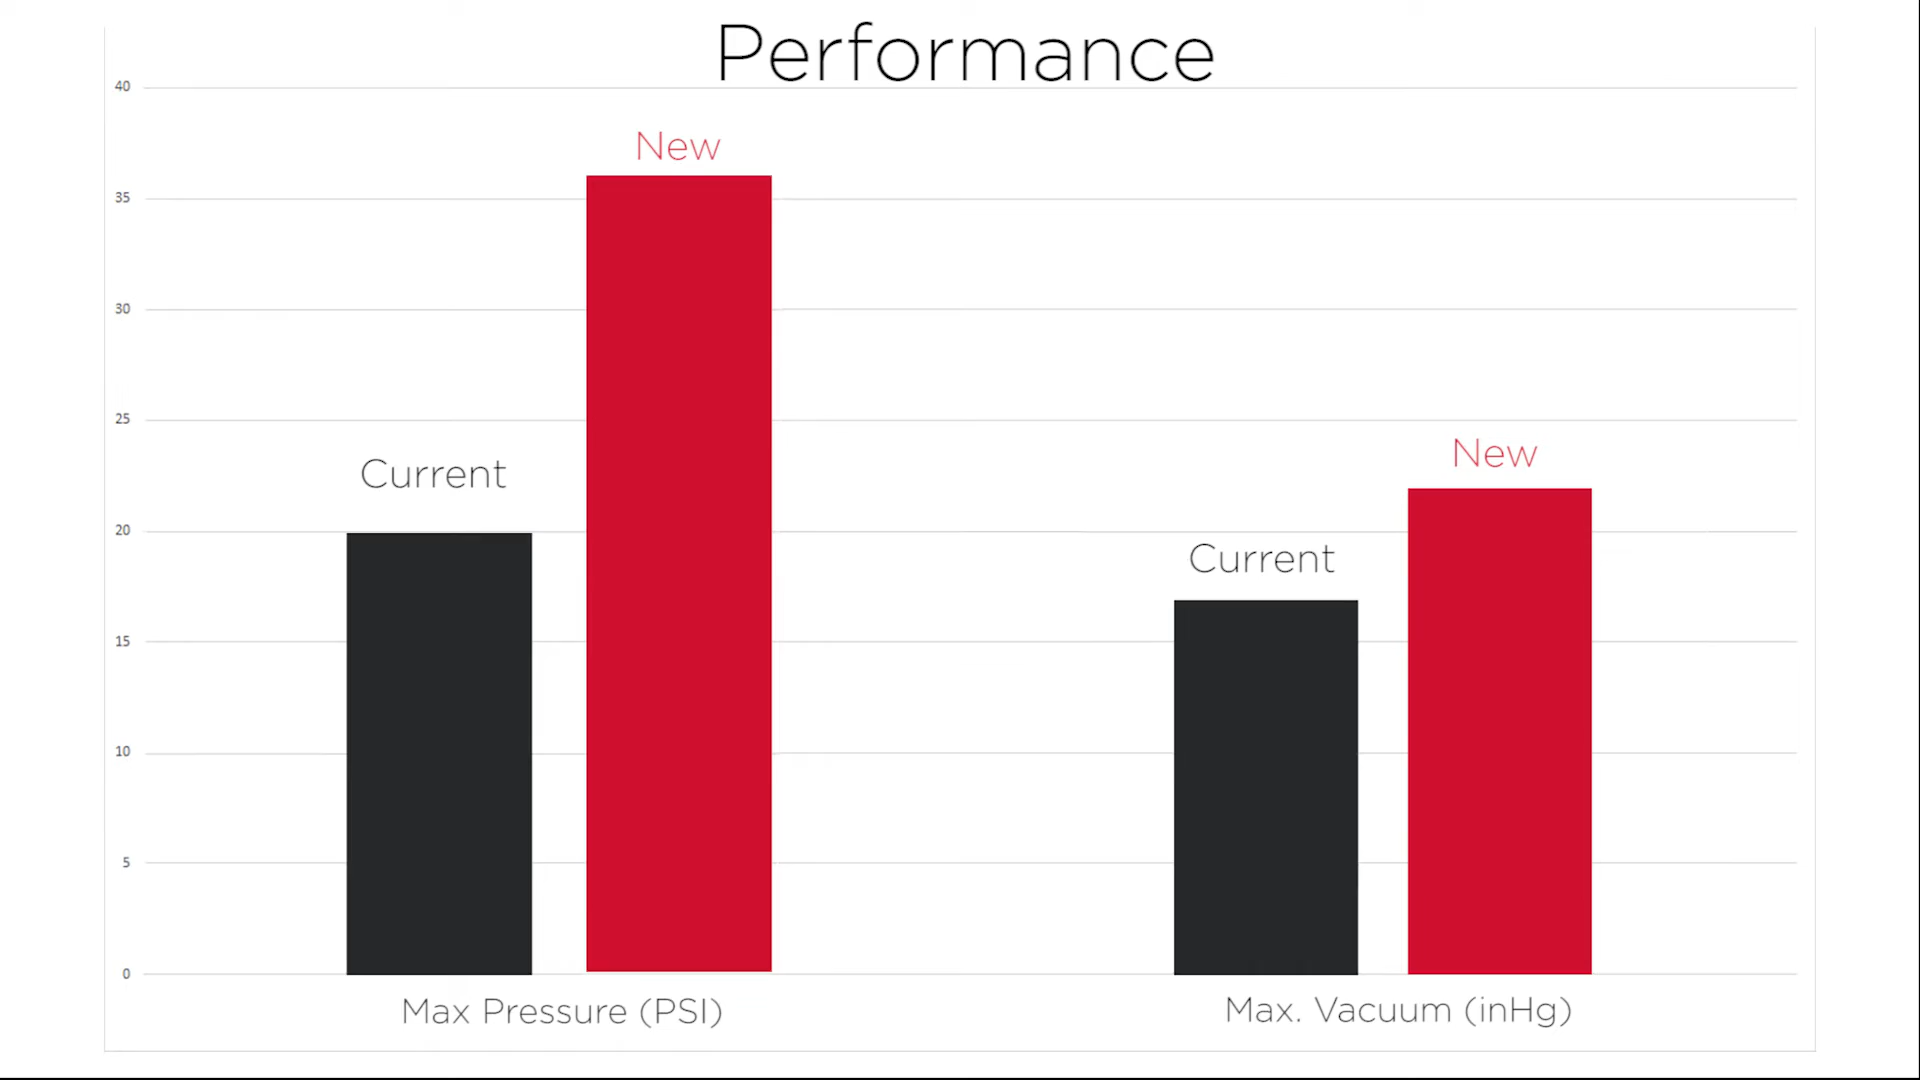 Performance
40
New
35
30
25
New
Current
20
Current
15
10
5
0
Max Pressure (PSI)
Max. Vacuum (inHg)